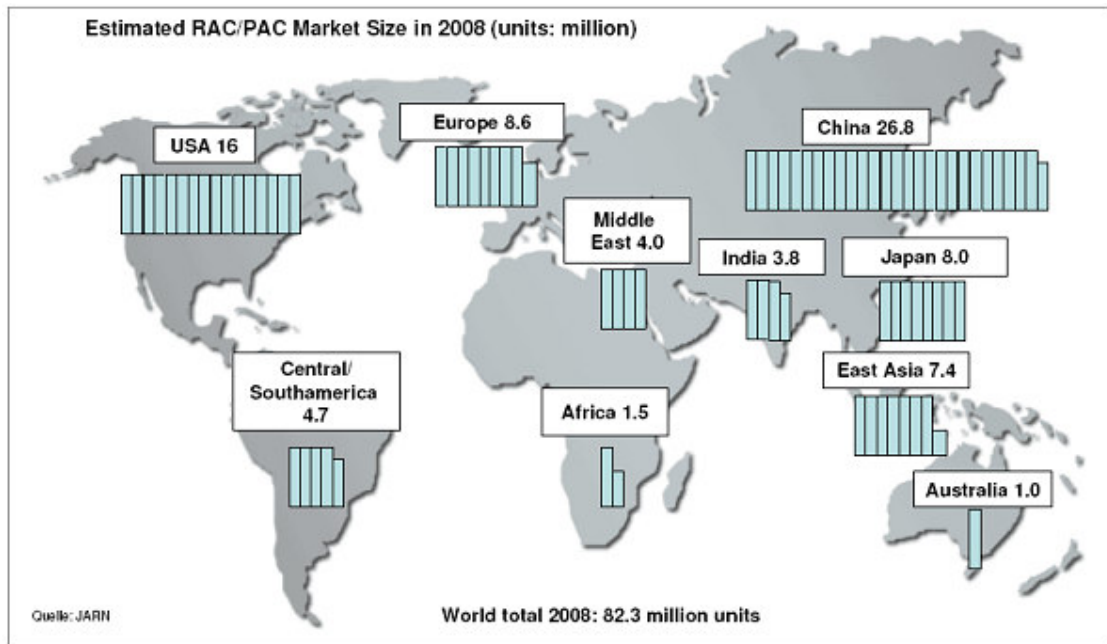 Estimated RAC/PAC Market Size in 2008 (units: million)
USA 16
Europe 8.6
China 26.8
Middle
East 4.0
India 3.8
Japan 8.0
Central/
Southamerica
4.7
Africa 1.5
East Asia 7.4
Australia 1.0
Quelle: JARN
World total 2008: 82.3 million units